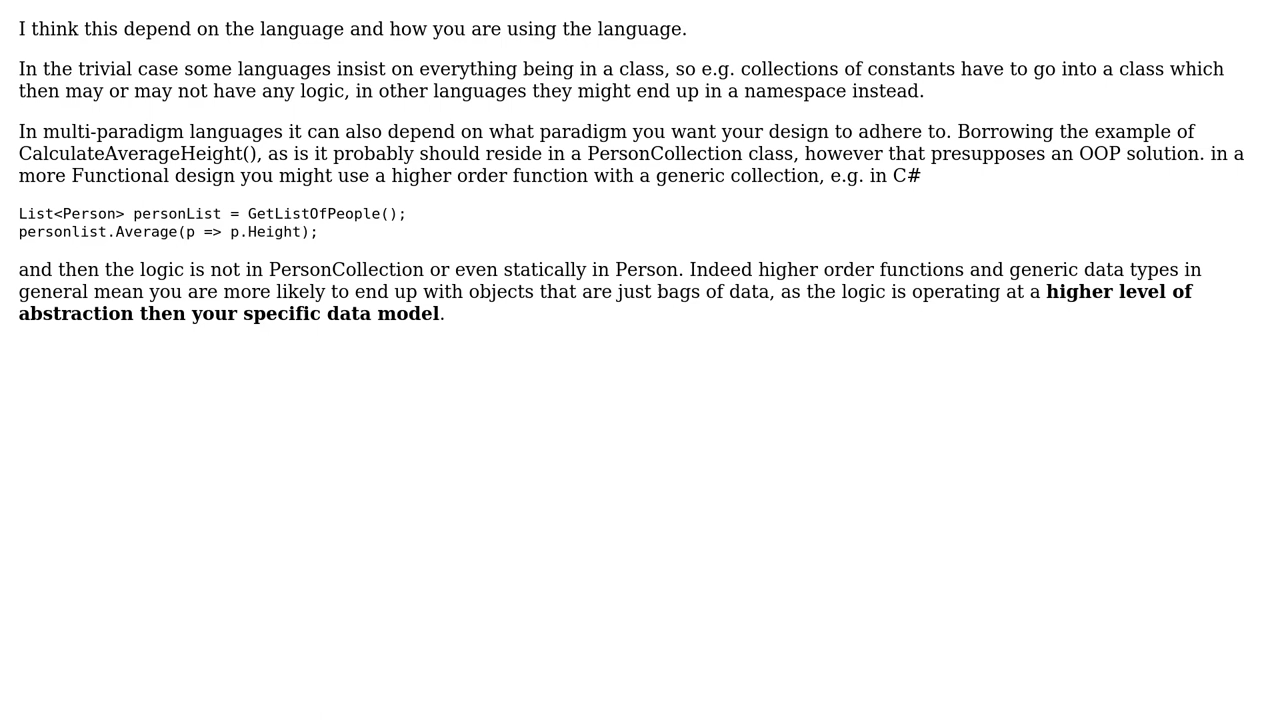 I think this depend on the language and how you are using the language.
In the trivial case some languages insist on everything being in a class, so e.g. collections of constants have to go into a class which
then may or may not have any logic, in other languages they might end up in a namespace instead.
In multi-paradigm languages it can also depend on what paradigm you want your design to adhere to. Borrowing the example of
CalculateAverageHeight(), as is it probably should reside in a PersonCollection class, however that presupposes an OOP solution. in a
more Functional design you might use a higher order function with a generic collection, e.g. in C#
List<Person> personList = GetListOfPeople();
personlist.Average(p => p.Height);
and then the logic is not in PersonCollection or even statically in Person. Indeed higher order functions and generic data types in
general mean you are more likely to end up with objects that are just bags of data, as the logic is operating at a higher level of
abstraction then your specific data model.